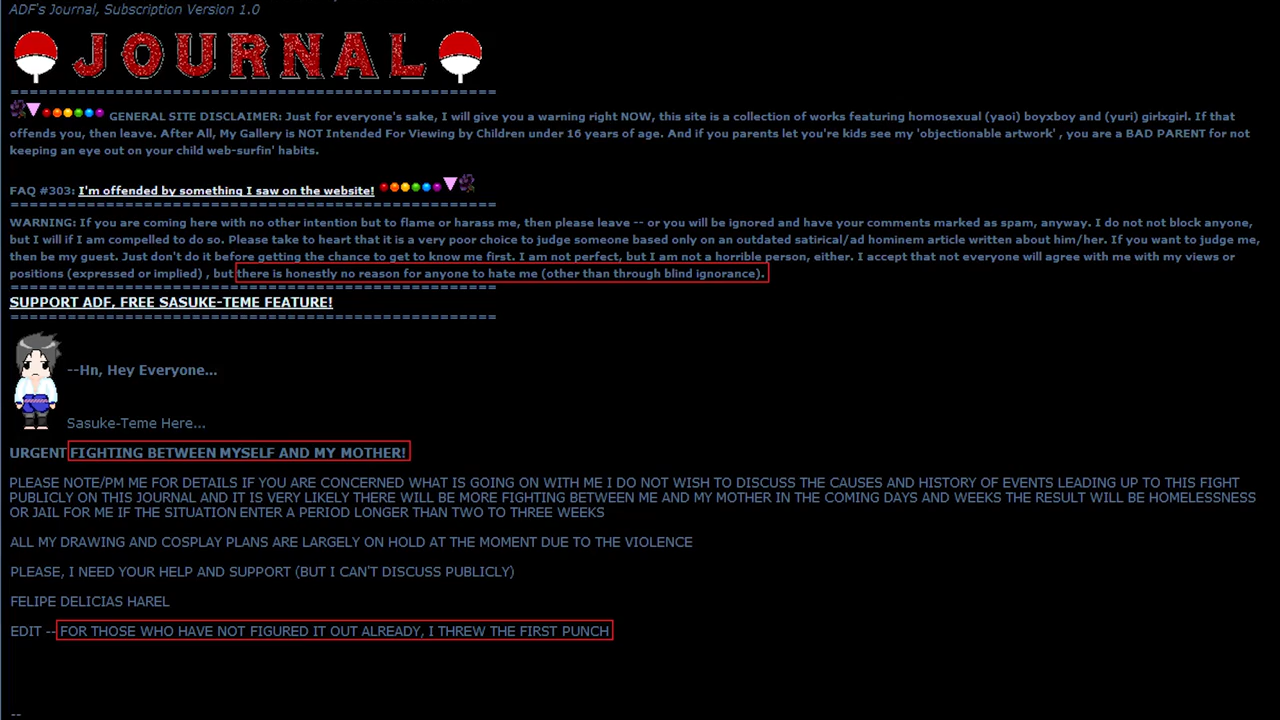 ADF's Journal, Subscription Version 1.0
JOURNAL
==================================================
GENERAL SITE DISCLAIMER: Just for everyone's sake, I will give you a warning right NOW, this site is a collection of works featuring homosexual (yaoi) boyxboy and (yuri) girlxgirl. If that
offends you, then leave. After All, My Gallery is NOT Intended For Viewing by Children under 16 years of age. And if you parents let you're kids see my 'objectionable artwork' , you are a BAD PARENT for not
keeping an eye out on your child web-surfin' habits.
FAQ #303: I'm offended by something I saw on the website!
==================================================
WARNING: If you are coming here with no other intention but to flame or harass me, then please leave -- or you will be ignored and have your comments marked as spam, anyway. I do not not block anyone,
but I will if I am compelled to do so. Please take to heart that it is a very poor choice to judge someone based only on an outdated satirical/ad hominem article written about him/her. If you want to judge me,
then be my guest. Just don't do it before getting the chance to get to know me first. I am not perfect, but I am not a horrible person, either. I accept that not everyone will agree with me with my views or
positions (expressed or implied) , but there is honestly no reason for anyone to hate me (other than through blind ignorance).
==================================================
SUPPORT ADF, FREE SASUKE-TEME FEATURE!
==================================================
--Hn, Hey Everyone...
Sasuke-Teme Here...
URGENT FIGHTING BETWEEN MYSELF AND MY MOTHER!
PLEASE NOTE/PM ME FOR DETAILS IF YOU ARE CONCERNED WHAT IS GOING ON WITH ME I DO NOT WISH TO DISCUSS THE CAUSES AND HISTORY OF EVENTS LEADING UP TO THIS FIGHT
PUBLICLY ON THIS JOURNAL AND IT IS VERY LIKELY THERE WILL BE MORE FIGHTING BETWEEN ME AND MY MOTHER IN THE COMING DAYS AND WEEKS THE RESULT WILL BE HOMELESSNESS
OR JAIL FOR ME IF THE SITUATION ENTER A PERIOD LONGER THAN TWO TO THREE WEEKS
ALL MY DRAWING AND COSPLAY PLANS ARE LARGELY ON HOLD AT THE MOMENT DUE TO THE VIOLENCE
PLEASE, I NEED YOUR HELP AND SUPPORT (BUT I CAN'T DISCUSS PUBLICLY)
FELIPE DELICIAS HAREL
EDIT --FOR THOSE WHO HAVE NOT FIGURED IT OUT ALREADY, I THREW THE FIRST PUNCH
--